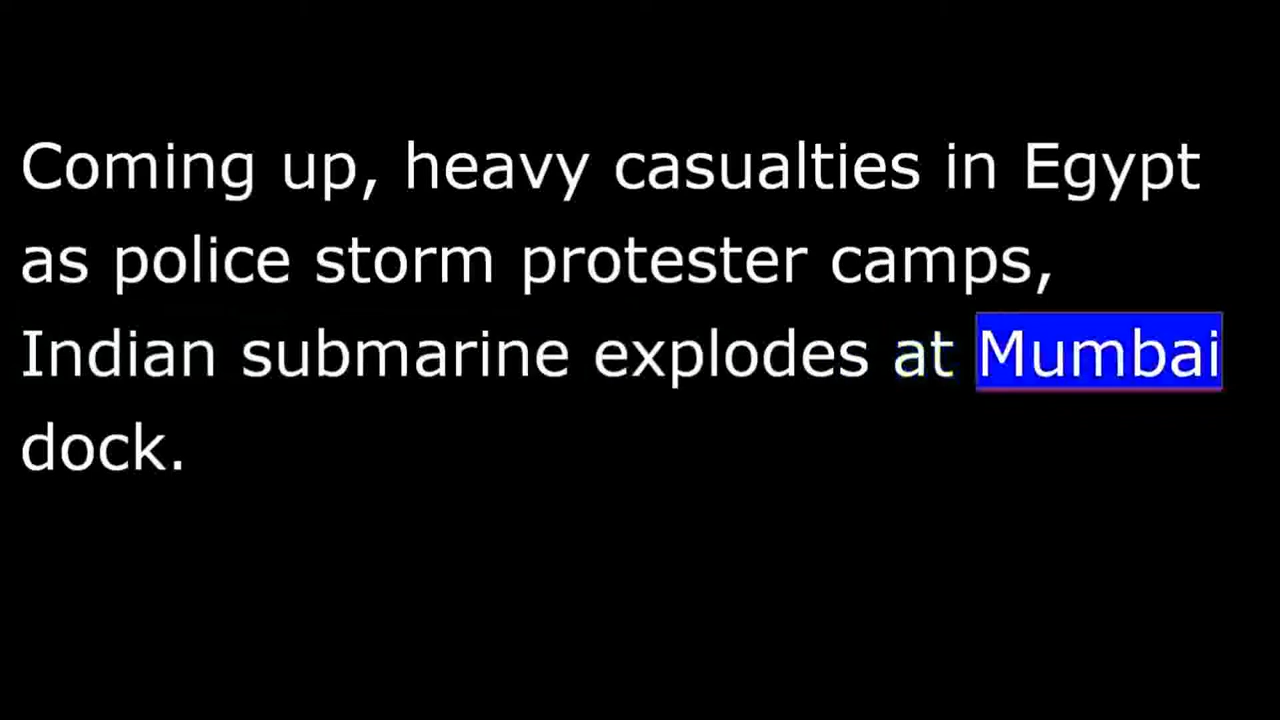 Coming up, heavy casualties in Egypt
as police storm protester camps,
Indian submarine explodes at Mumbai
dock.